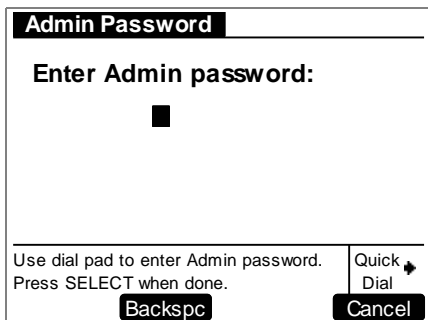 Admin Password
Enter Admin password:
Use dial pad to enter Admin password.
Press SELECT when done.
Quick
Dial
Backspc
Cancel